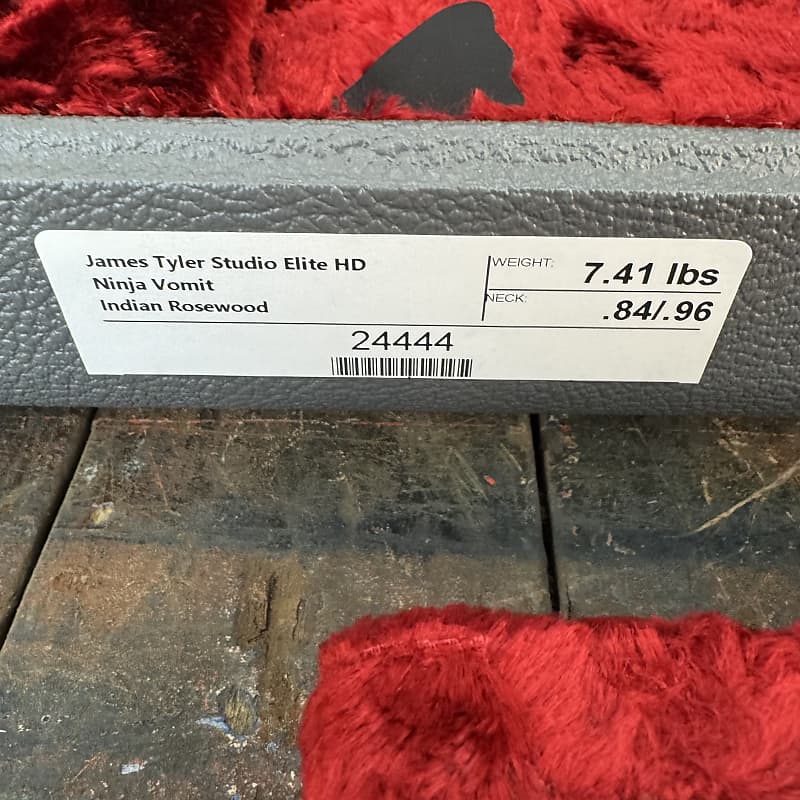 James Tyler Studio Elite HD
Ninja Vomit
Indian Rosewood
WEIGHT: 7.41 lbs
NECK: .84/.96
24444